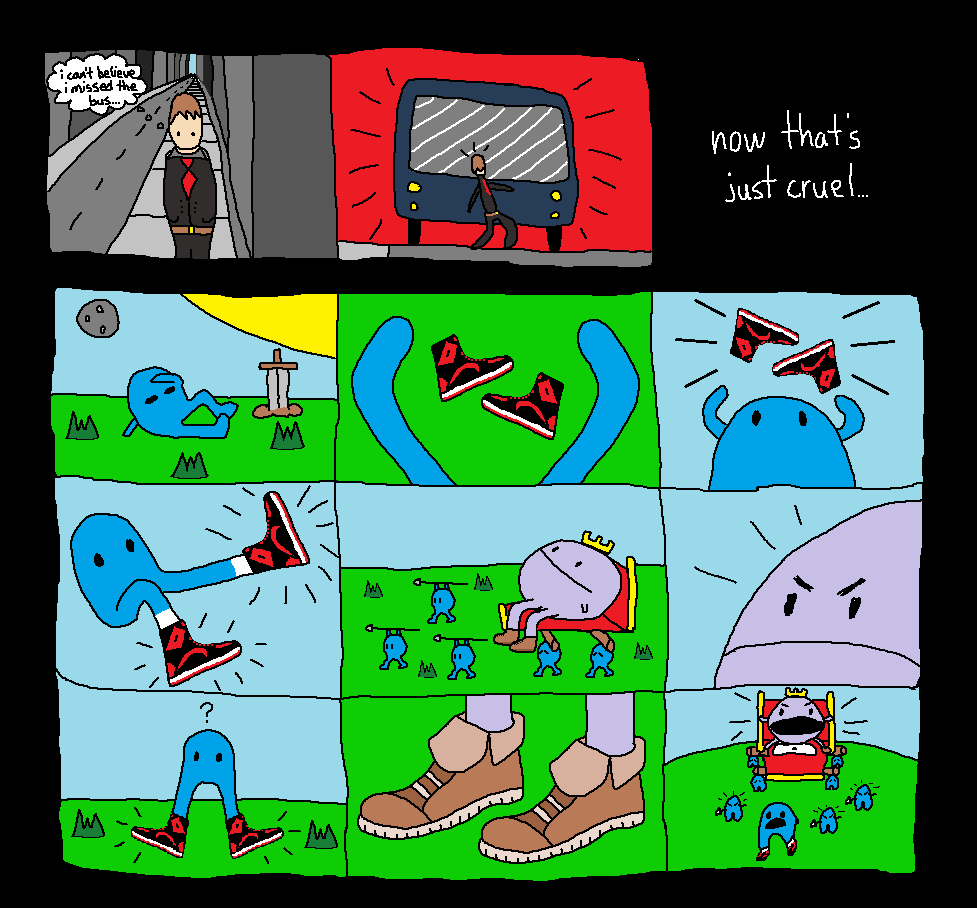 i can't believe
i missed the
bus...
now that's
just cruel...
?